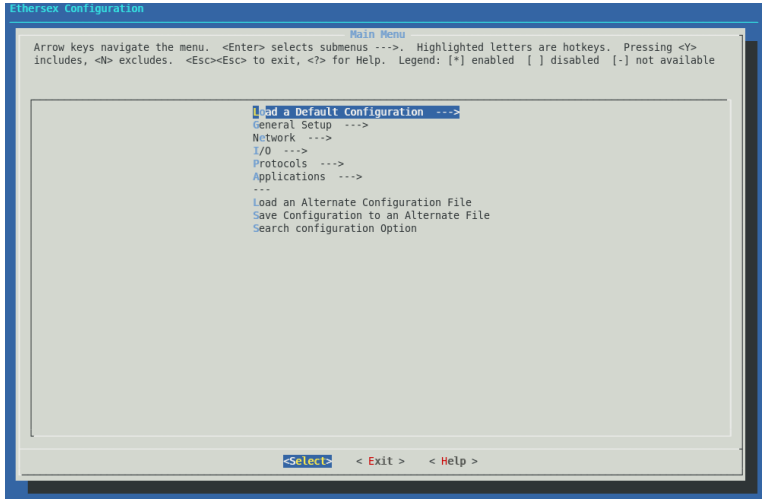 Ethersex Configuration
Main Menu
Arrow keys navigate the menu.  <Enter> selects submenus --->.  Highlighted letters are hotkeys.  Pressing <Y>
includes, <N> excludes.  <Esc><Esc> to exit, <?> for Help.  Legend: [*] enabled  [ ] disabled  [-] not available
Load a Default Configuration  --->
General Setup  --->
Network  --->
I/O  --->
Protocols  --->
Applications  --->
---
Load an Alternate Configuration File
Save Configuration to an Alternate File
Search configuration Option
<Select>    < Exit >    < Help >